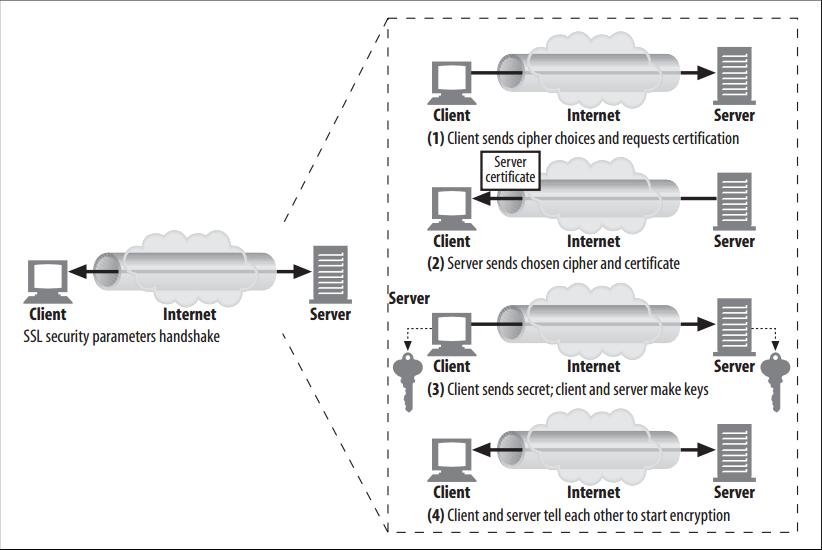 Client
Internet
Server
SSL security parameters handshake
Client
Internet
Server
(1) Client sends cipher choices and requests certification
Server
certificate
Client
Internet
Server
(2) Server sends chosen cipher and certificate
Server
Client
Internet
Server
(3) Client sends secret; client and server make keys
Client
Internet
Server
(4) Client and server tell each other to start encryption